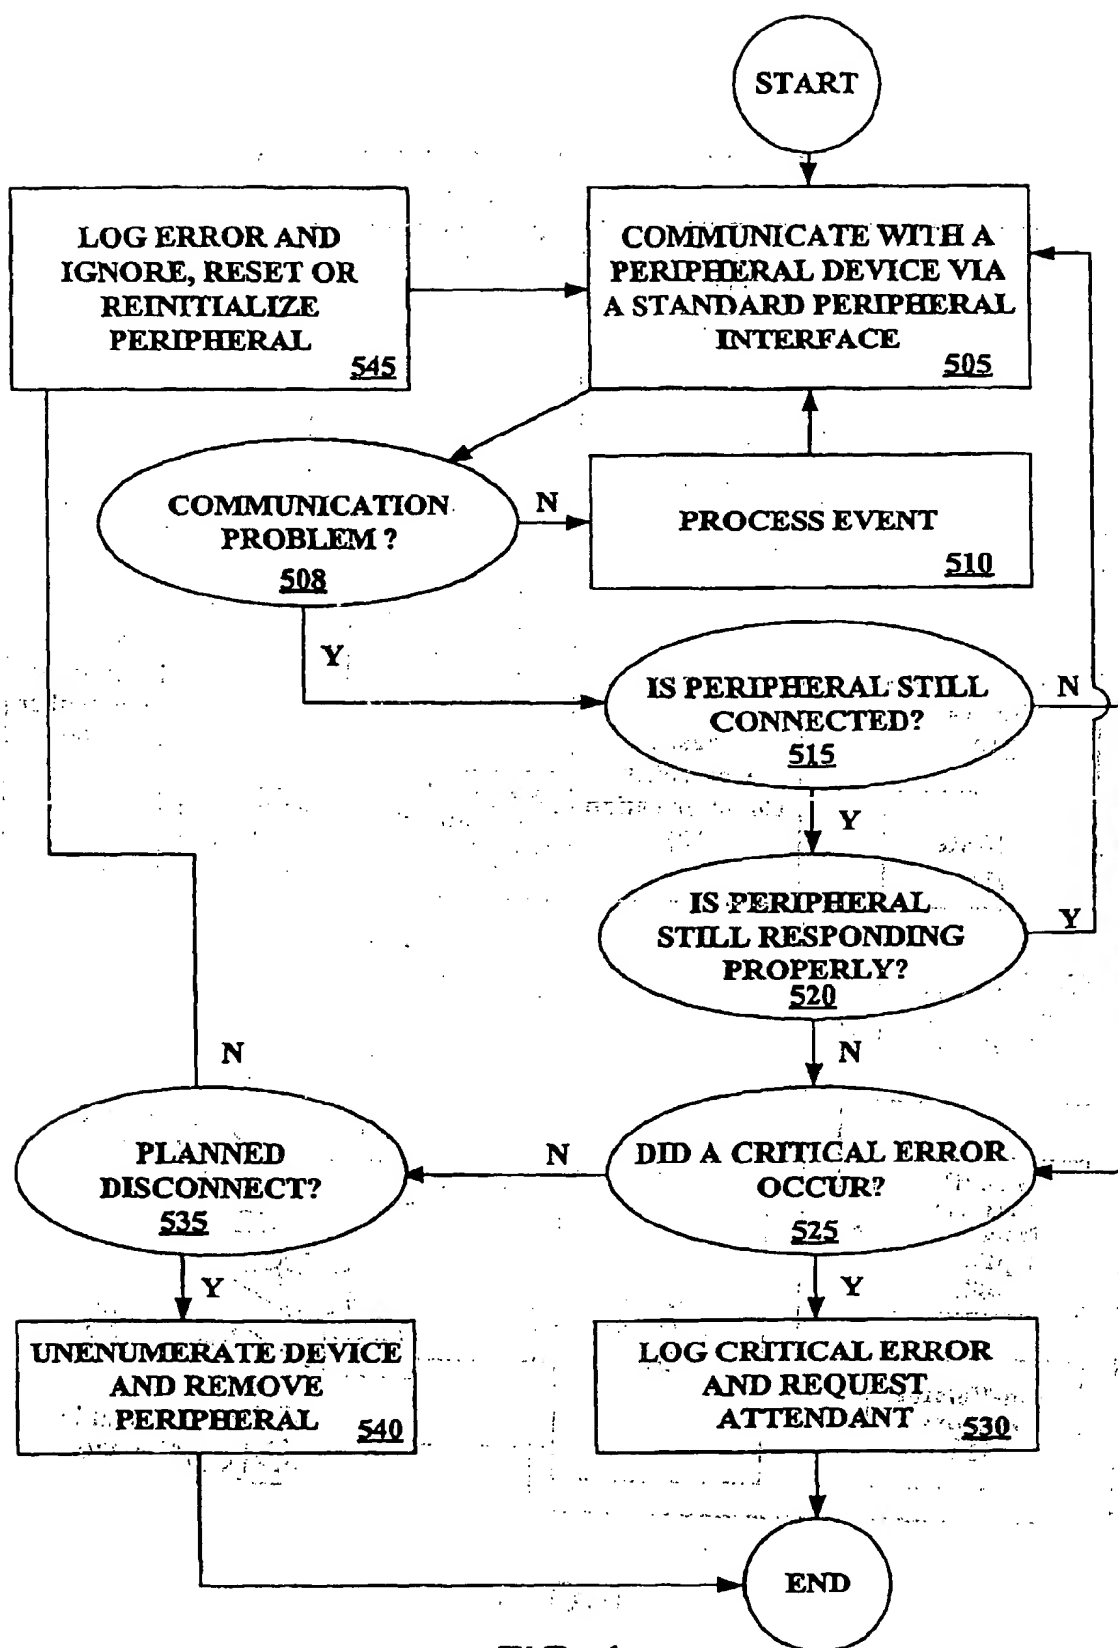 START
LOG ERROR AND
IGNORE, RESET OR
REINITIALIZE
PERIPHERAL
545
COMMUNICATE WITH A
PERIPHERAL DEVICE VIA
A STANDARD PERIPHERAL
INTERFACE
505
COMMUNICATION
PROBLEM ?
508
N
PROCESS EVENT
510
Y
IS PERIPHERAL STILL
CONNECTED?
515
N
Y
IS PERIPHERAL
STILL RESPONDING
PROPERLY?
520
Y
N
N
PLANNED
DISCONNECT?
535
N
DID A CRITICAL ERROR
OCCUR?
525
Y
Y
UNENUMERATE DEVICE
AND REMOVE
PERIPHERAL
540
LOG CRITICAL ERROR
AND REQUEST
ATTENDANT
530
END